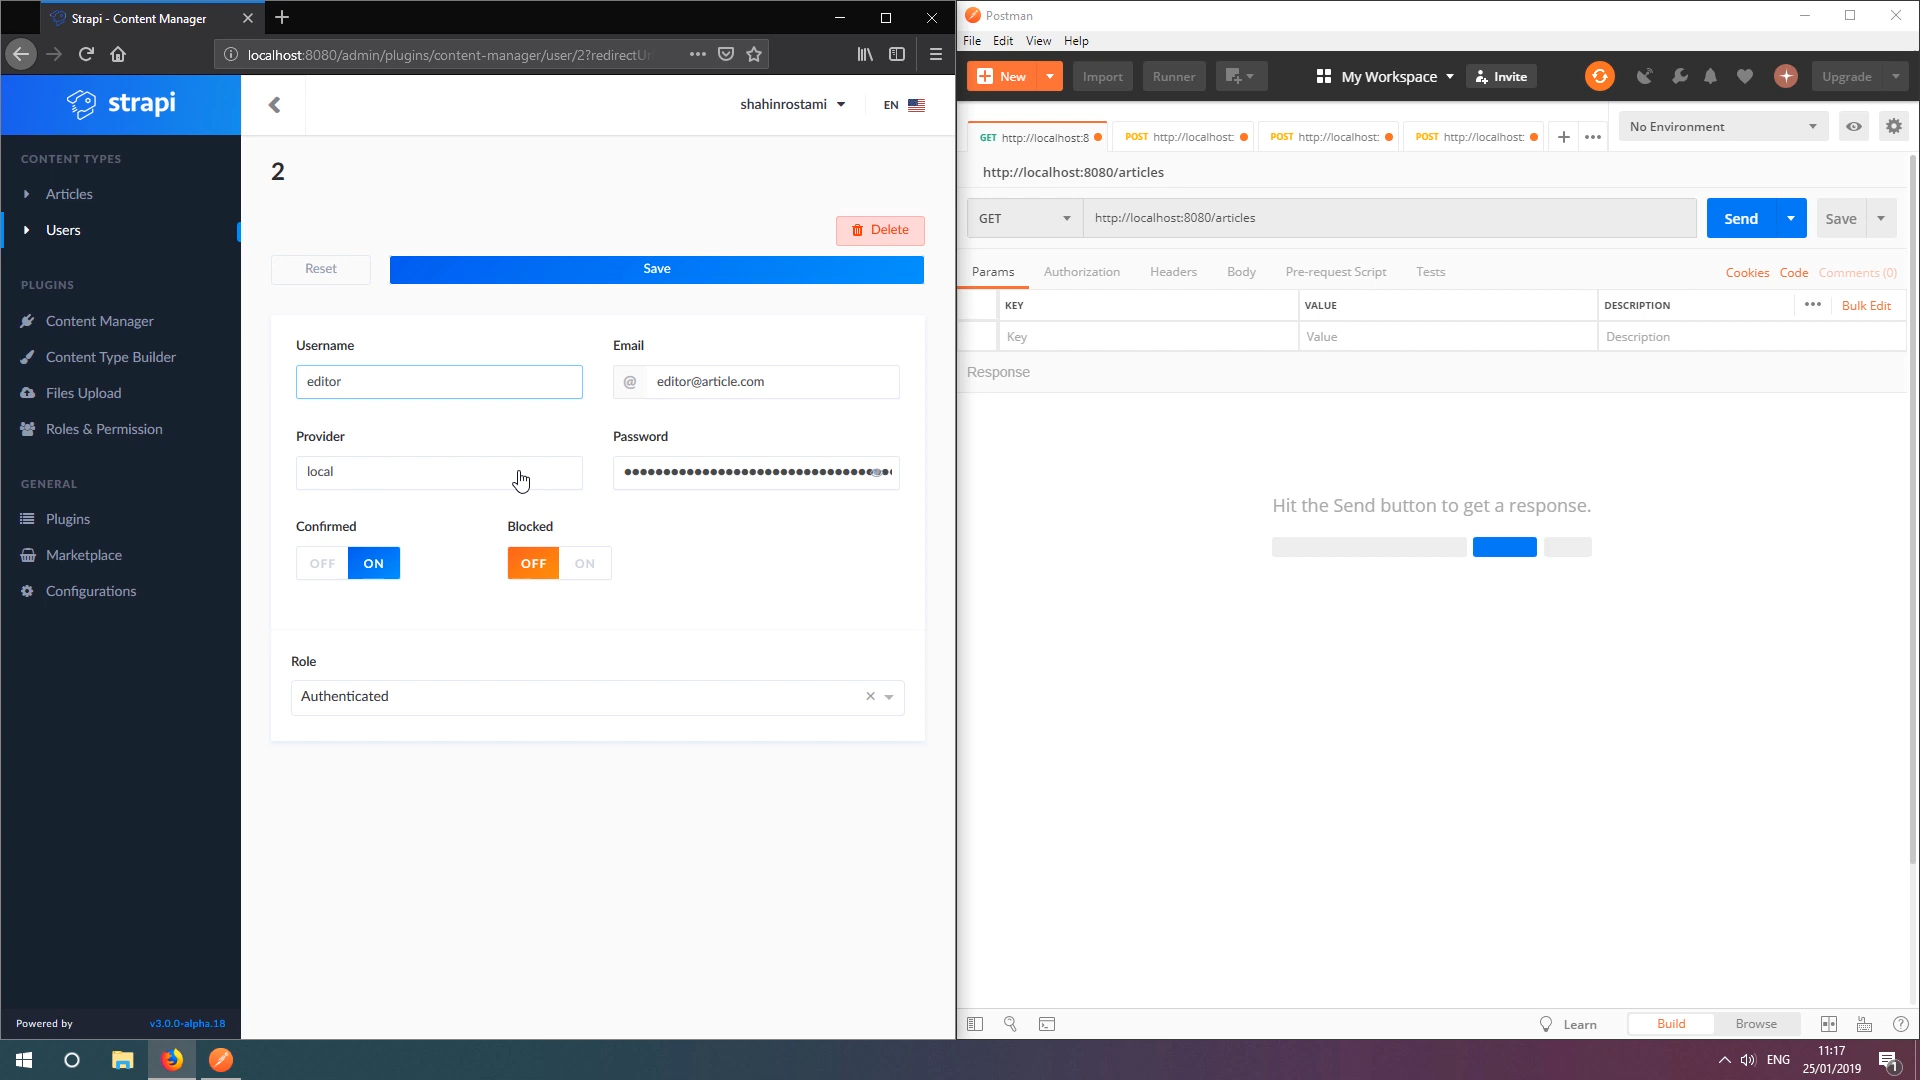 Strapi - Content Manager
localhost:8080/admin/plugins/content-manager/user/2?redirectUr
strapi
shahinrostami
EN
CONTENT TYPES
Articles
Users
PLUGINS
Content Manager
Content Type Builder
Files Upload
Roles & Permission
GENERAL
Plugins
Marketplace
Configurations
Powered by
v3.0.0-alpha.18
2
Delete
Reset
Save
Username
Email
editor
@
editor@article.com
Provider
Password
local
Confirmed
Blocked
OFF
ON
OFF
ON
Role
Authenticated
Postman
File
Edit
View
Help
New
Import
Runner
My Workspace
Invite
Upgrade
GET http://localhost:8
POST http://localhost:
POST http://localhost:
POST http://localhost:
No Environment
http://localhost:8080/articles
GET
http://localhost:8080/articles
Send
Save
Params
Authorization
Headers
Body
Pre-request Script
Tests
Cookies
Code
Comments (0)
KEY
VALUE
DESCRIPTION
Bulk Edit
Key
Value
Description
Response
Hit the Send button to get a response.
Learn
Build
Browse
ENG
11:17
25/01/2019
1